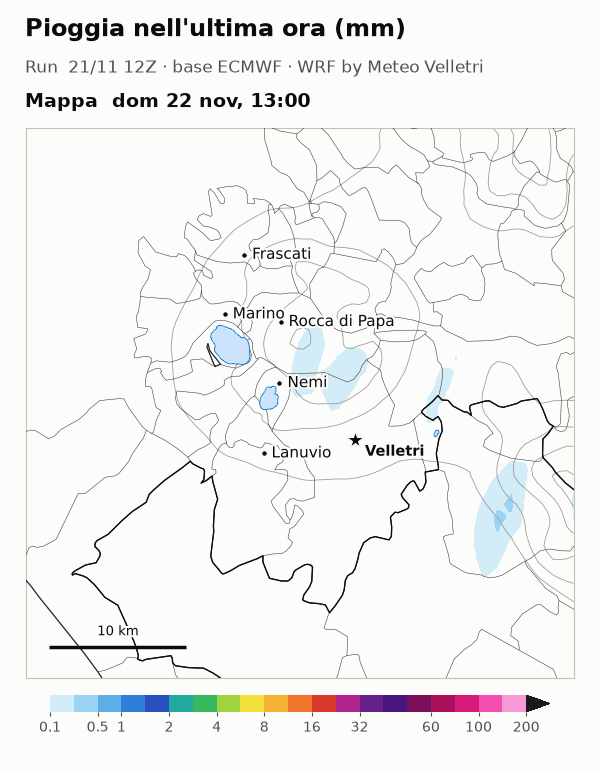 Pioggia nell'ultima ora (mm)
Run  21/11 12Z · base ECMWF · WRF by Meteo Velletri
Mappa  dom 22 nov, 13:00
Frascati
Marino
Rocca di Papa
Nemi
Velletri
Lanuvio
10 km
0.1 0.5 1 2 4 8 16 32 60 100 200